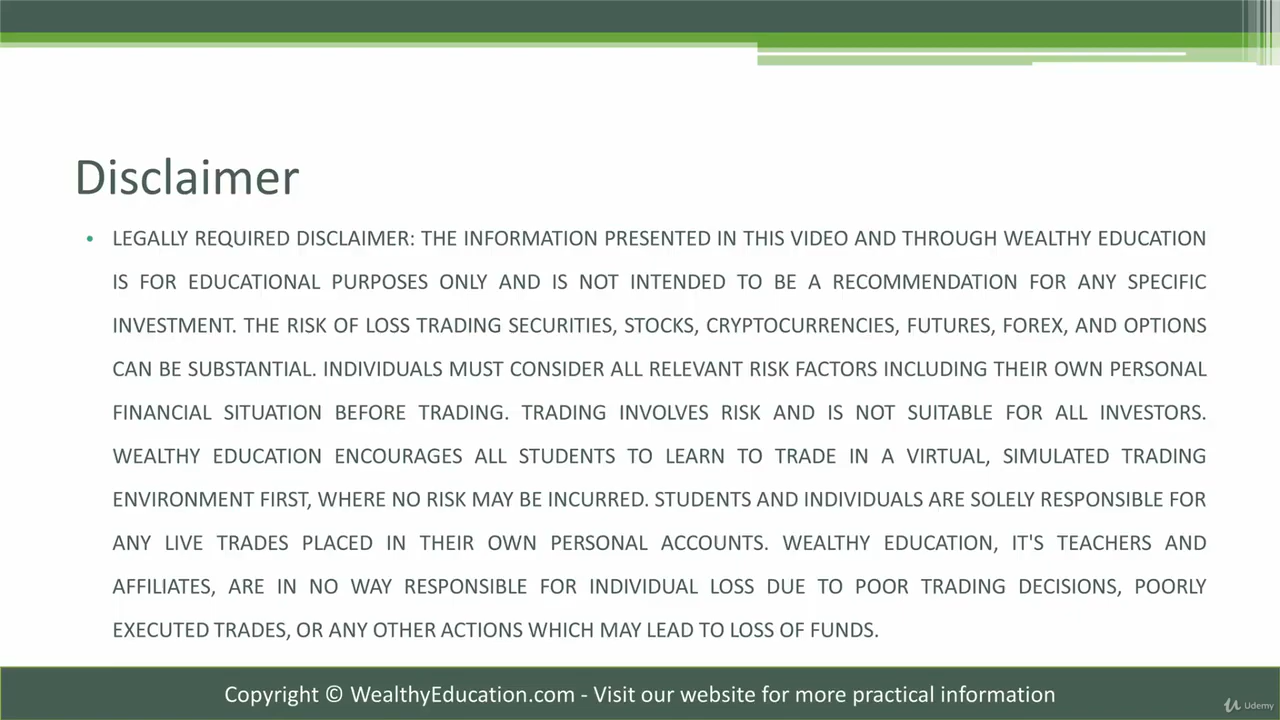 Disclaimer
• LEGALLY REQUIRED DISCLAIMER: THE INFORMATION PRESENTED IN THIS VIDEO AND THROUGH WEALTHY EDUCATION
IS FOR EDUCATIONAL PURPOSES ONLY AND IS NOT INTENDED TO BE A RECOMMENDATION FOR ANY SPECIFIC
INVESTMENT. THE RISK OF LOSS TRADING SECURITIES, STOCKS, CRYPTOCURRENCIES, FUTURES, FOREX, AND OPTIONS
CAN BE SUBSTANTIAL. INDIVIDUALS MUST CONSIDER ALL RELEVANT RISK FACTORS INCLUDING THEIR OWN PERSONAL
FINANCIAL SITUATION BEFORE TRADING. TRADING INVOLVES RISK AND IS NOT SUITABLE FOR ALL INVESTORS.
WEALTHY EDUCATION ENCOURAGES ALL STUDENTS TO LEARN TO TRADE IN A VIRTUAL, SIMULATED TRADING
ENVIRONMENT FIRST, WHERE NO RISK MAY BE INCURRED. STUDENTS AND INDIVIDUALS ARE SOLELY RESPONSIBLE FOR
ANY LIVE TRADES PLACED IN THEIR OWN PERSONAL ACCOUNTS. WEALTHY EDUCATION, IT'S TEACHERS AND
AFFILIATES, ARE IN NO WAY RESPONSIBLE FOR INDIVIDUAL LOSS DUE TO POOR TRADING DECISIONS, POORLY
EXECUTED TRADES, OR ANY OTHER ACTIONS WHICH MAY LEAD TO LOSS OF FUNDS.
Copyright © WealthyEducation.com - Visit our website for more practical information
Udemy